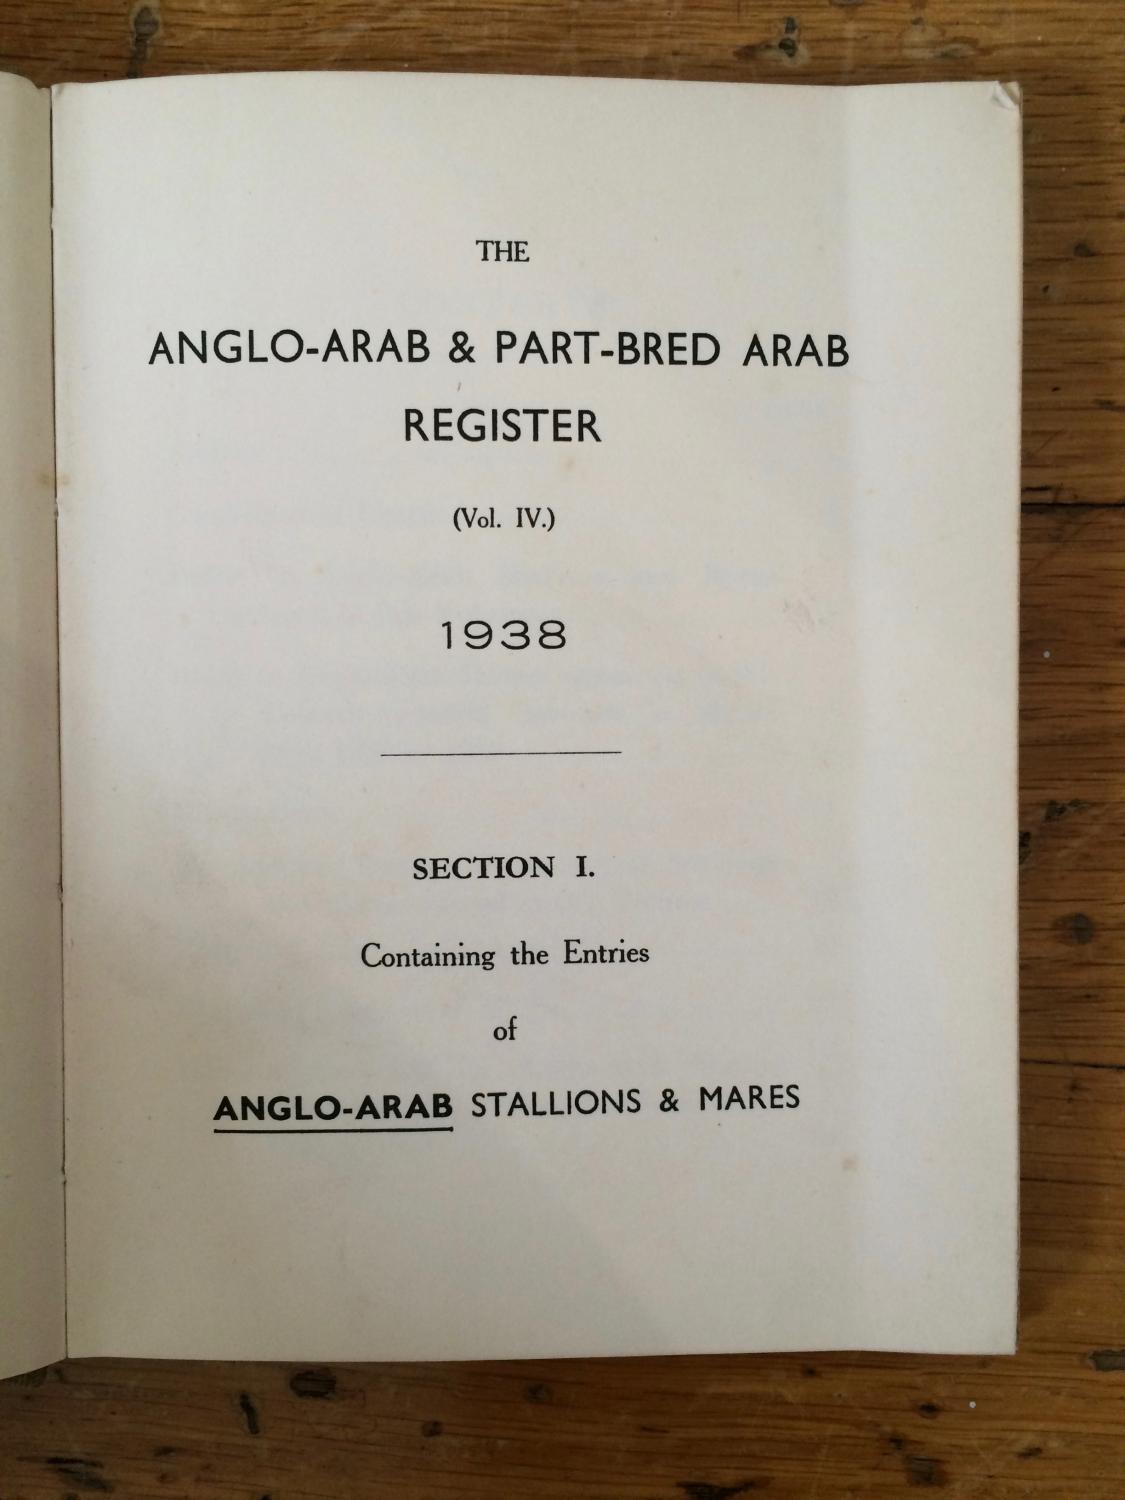 THE
ANGLO-ARAB & PART-BRED ARAB
REGISTER
(Vol. IV.)
1938
SECTION I.
Containing the Entries
of
ANGLO-ARAB STALLIONS & MARES